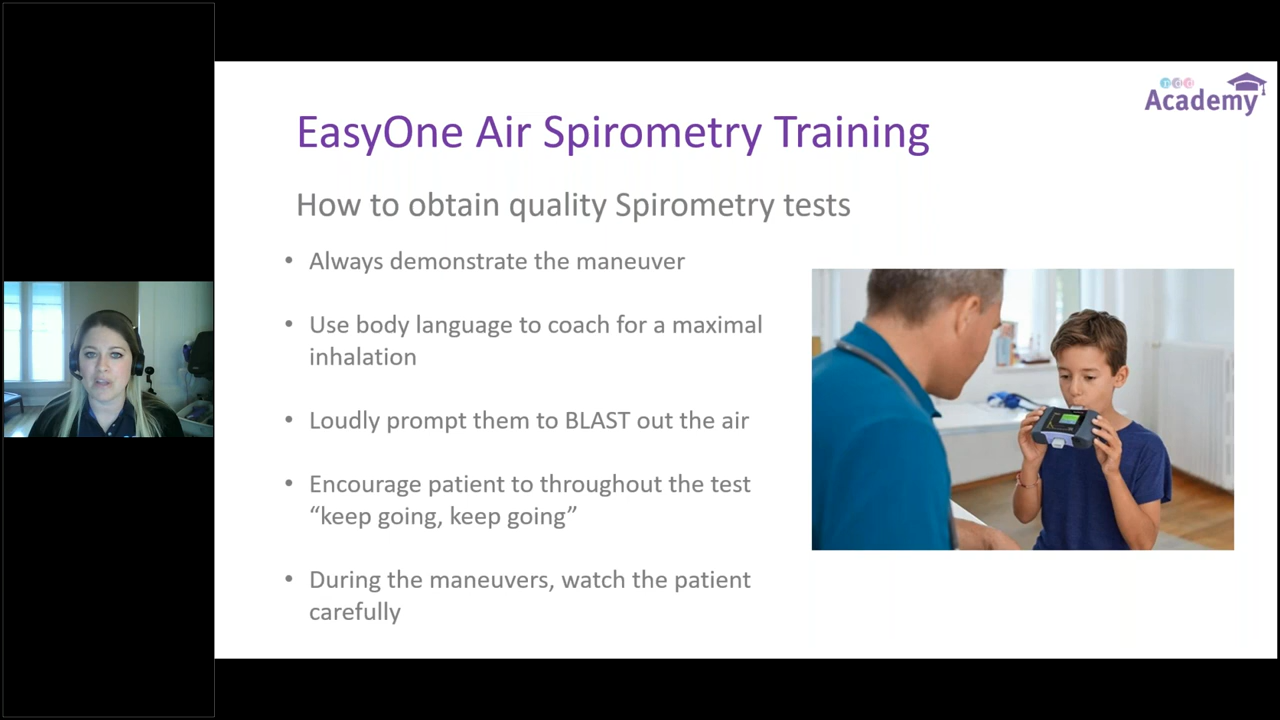 ndd
Academy
EasyOne Air Spirometry Training
How to obtain quality Spirometry tests
• Always demonstrate the maneuver
• Use body language to coach for a maximal
inhalation
• Loudly prompt them to BLAST out the air
• Encourage patient to throughout the test
“keep going, keep going”
• During the maneuvers, watch the patient
carefully